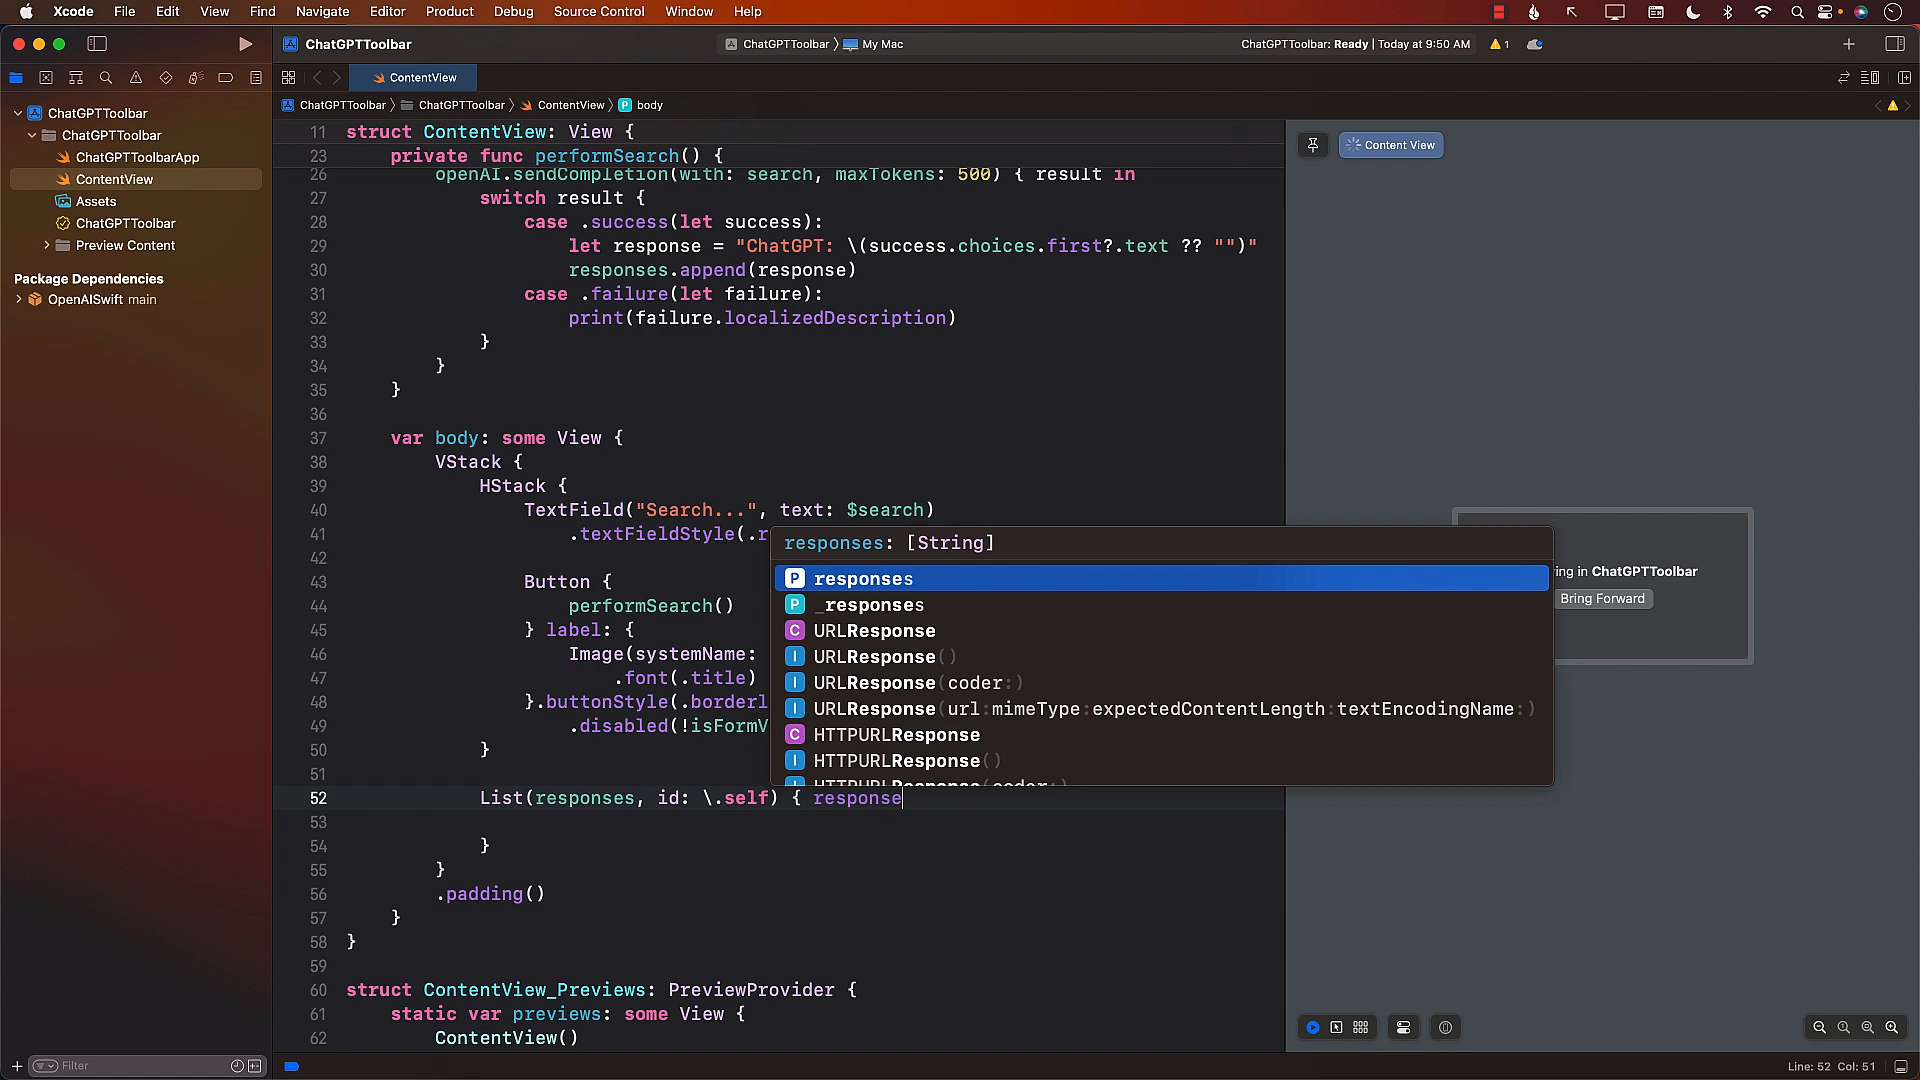 Xcode File Edit View Find Navigate Editor Product Debug Source Control Window Help
ChatGPTToolbar
ChatGPTToolbar My Mac
ChatGPTToolbar: Ready | Today at 9:50 AM
1
ContentView
ChatGPTToolbar ChatGPTToolbar ContentView P body
ChatGPTToolbar
ChatGPTToolbar
ChatGPTToolbarApp
ContentView
Assets
ChatGPTToolbar
Preview Content
Package Dependencies
OpenAISwift main
11 struct ContentView: View {
23 private func performSearch() {
26 openAI.sendCompletion(with: search, maxTokens: 500) { result in
27 switch result {
28 case .success(let success):
29 let response = "ChatGPT: \(success.choices.first?.text ?? "")"
30 responses.append(response)
31 case .failure(let failure):
32 print(failure.localizedDescription)
33 }
34 }
35 }
36
37 var body: some View {
38 VStack {
39 HStack {
40 TextField("Search...", text: $search)
41 .textFieldStyle(.r
42
43 Button {
44 performSearch()
45 } label: {
46 Image(systemName:
47 .font(.title)
48 }.buttonStyle(.borderl
49 .disabled(!isFormV
50 }
51
52 List(responses, id: \.self) { response
53
54 }
55 }
56 .padding()
57 }
58 }
59
60 struct ContentView_Previews: PreviewProvider {
61 static var previews: some View {
62 ContentView()
responses: [String]
P responses
P _responses
C URLResponse
I URLResponse()
I URLResponse(coder:)
I URLResponse(url:mimeType:expectedContentLength:textEncodingName:)
C HTTPURLResponse
I HTTPURLResponse()
I HTTPURLResponse(coder:)
Content View
ing in ChatGPTToolbar
Bring Forward
Filter
Line: 52 Col: 51